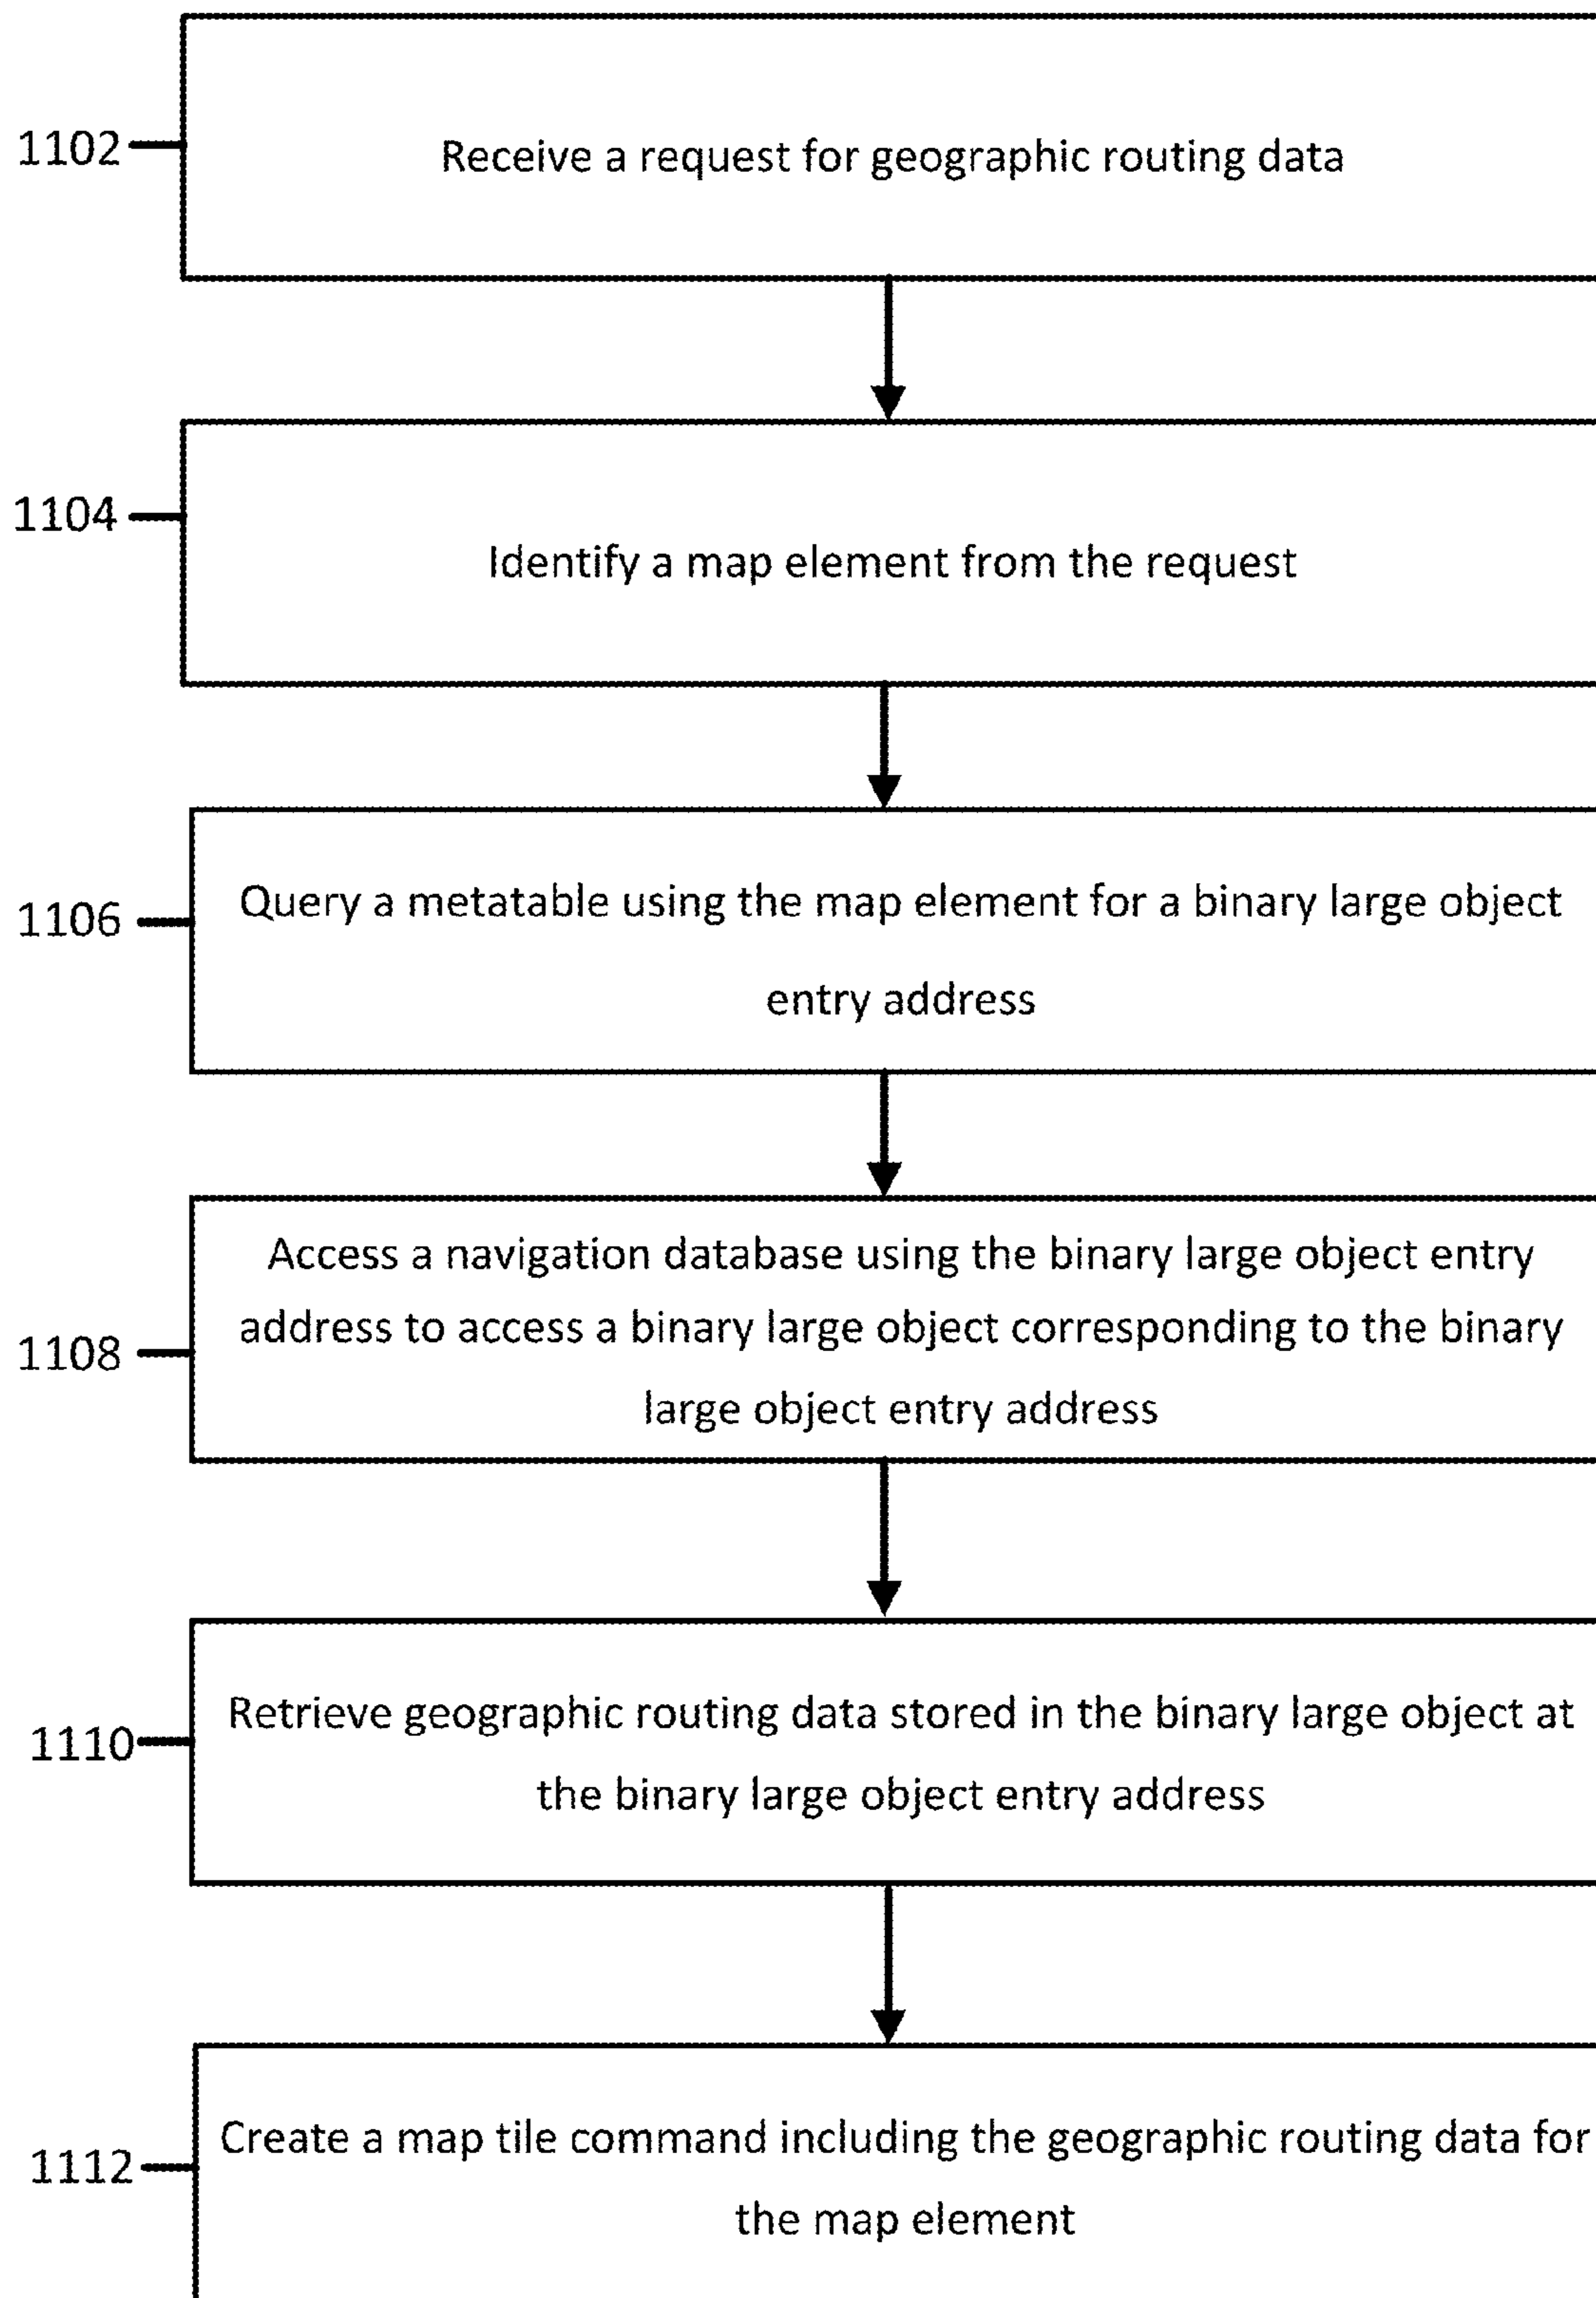 1102
Receive a request for geographic routing data
1104
Identify a map element from the request
1106
Query a metatable using the map element for a binary large object
entry address
1108
Access a navigation database using the binary large object entry
address to access a binary large object corresponding to the binary
large object entry address
1110
Retrieve geographic routing data stored in the binary large object at
the binary large object entry address
1112
Create a map tile command including the geographic routing data for
the map element